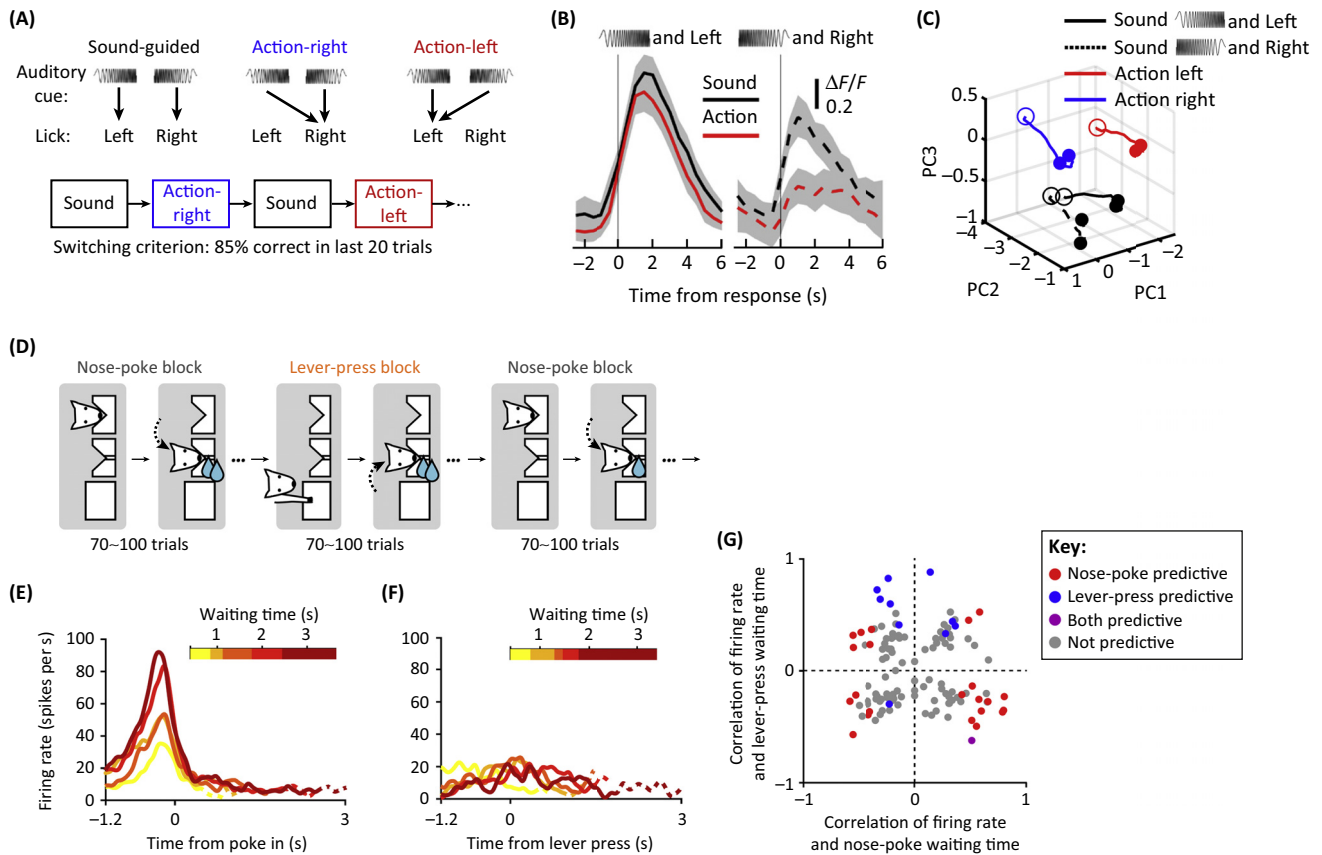 (A)
Sound-guided Action-right Action-left
Auditory
cue:
Lick: Left Right Left Right Left Right
Sound Action-
right Sound Action-
left ...
Switching criterion: 85% correct in last 20 trials
(B)
and Left and Right
Sound
Action
ΔF/F
0.2
−2 0 2 4 6 −2 0 2 4 6
Time from response (s)
(C)
Sound and Left
Sound and Right
Action left
Action right
0.5
0
−0.5
−1
PC3
−4
−3
−2
−1
1
0
−1
−2
PC2
PC1
(D)
Nose-poke block Lever-press block Nose-poke block
... ... ...
70~100 trials 70~100 trials 70~100 trials
(E)
Waiting time (s)
1 2 3
100
80
60
40
20
0
Firing rate (spikes per s)
−1.2 0 3
Time from poke in (s)
(F)
Waiting time (s)
1 2 3
100
80
60
40
20
0
−1.2 0 3
Time from lever press (s)
(G)
1
0
−1
Correlation of firing rate
and lever-press waiting time
−1 0 1
Correlation of firing rate
and nose-poke waiting time
Key:
Nose-poke predictive
Lever-press predictive
Both predictive
Not predictive